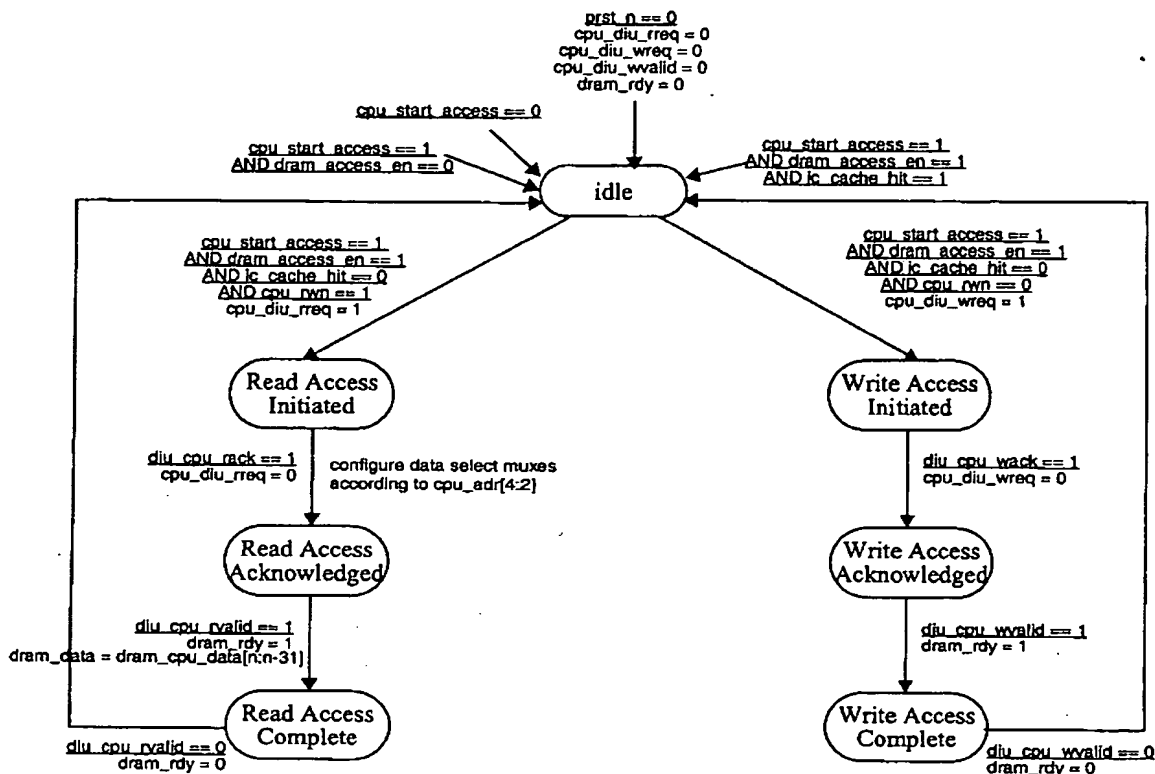 prst_n == 0
cpu_diu_rreq = 0
cpu_diu_wreq = 0
cpu_diu_wvalid = 0
dram_rdy = 0
cpu_start_access == 0
cpu_start_access == 1
AND dram_access_en == 0
cpu_start_access == 1
AND dram_access_en == 1
AND ic_cache_hit == 1
idle
cpu_start_access == 1
AND dram_access_en == 1
AND ic_cache_hit == 0
AND cpu_rwn == 1
cpu_diu_rreq = 1
cpu_start_access == 1
AND dram_access_en == 1
AND ic_cache_hit == 0
AND cpu_rwn == 0
cpu_diu_wreq = 1
Read Access
Initiated
Write Access
Initiated
diu_cpu_rack == 1
cpu_diu_rreq = 0
configure data select muxes
according to cpu_adr[4:2]
diu_cpu_wack == 1
cpu_diu_wreq = 0
Read Access
Acknowledged
Write Access
Acknowledged
diu_cpu_rvalid == 1
dram_rdy = 1
dram_data = dram_cpu_data[n:n-31]
diu_cpu_wvalid == 1
dram_rdy = 1
Read Access
Complete
Write Access
Complete
diu_cpu_rvalid == 0
dram_rdy = 0
diu_cpu_wvalid == 0
dram_rdy = 0